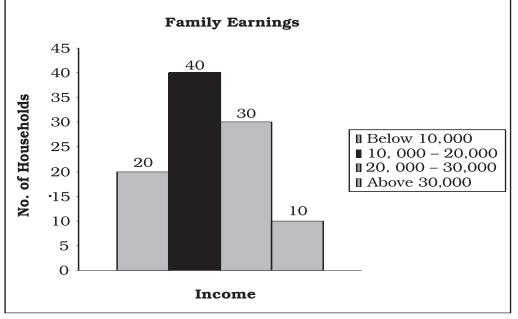 Family Earnings
No. of Households
45
40
35
30
25
20
15
10
5
0
20
40
30
10
Below 10,000
10, 000 – 20,000
20, 000 – 30,000
Above 30,000
Income